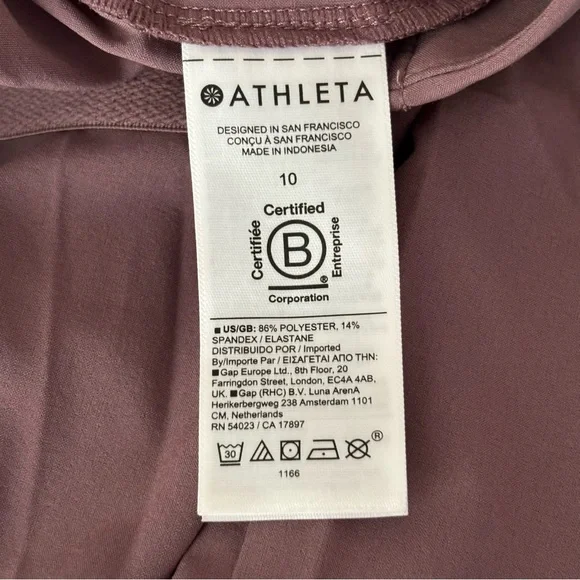 ATHLETA
DESIGNED IN SAN FRANCISCO
CONÇU À SAN FRANCISCO
MADE IN INDONESIA
10
Certified
Certifiée
B
Entreprise
®
Corporation
US/GB: 86% POLYESTER, 14%
SPANDEX / ELASTANE
DISTRIBUIDO POR / Imported
By/Importe Par / ΕΙΣΑΓΕΤΑΙ ΑΠΟ ΤΗΝ:
Gap Europe Ltd., 8th Floor, 20
Farringdon Street, London, EC4A 4AB,
UK. Gap (RHC) B.V. Luna ArenA
Herikerbergweg 238 Amsterdam 1101
CM, Netherlands
RN 54023 / CA 17897
30 ®
1166